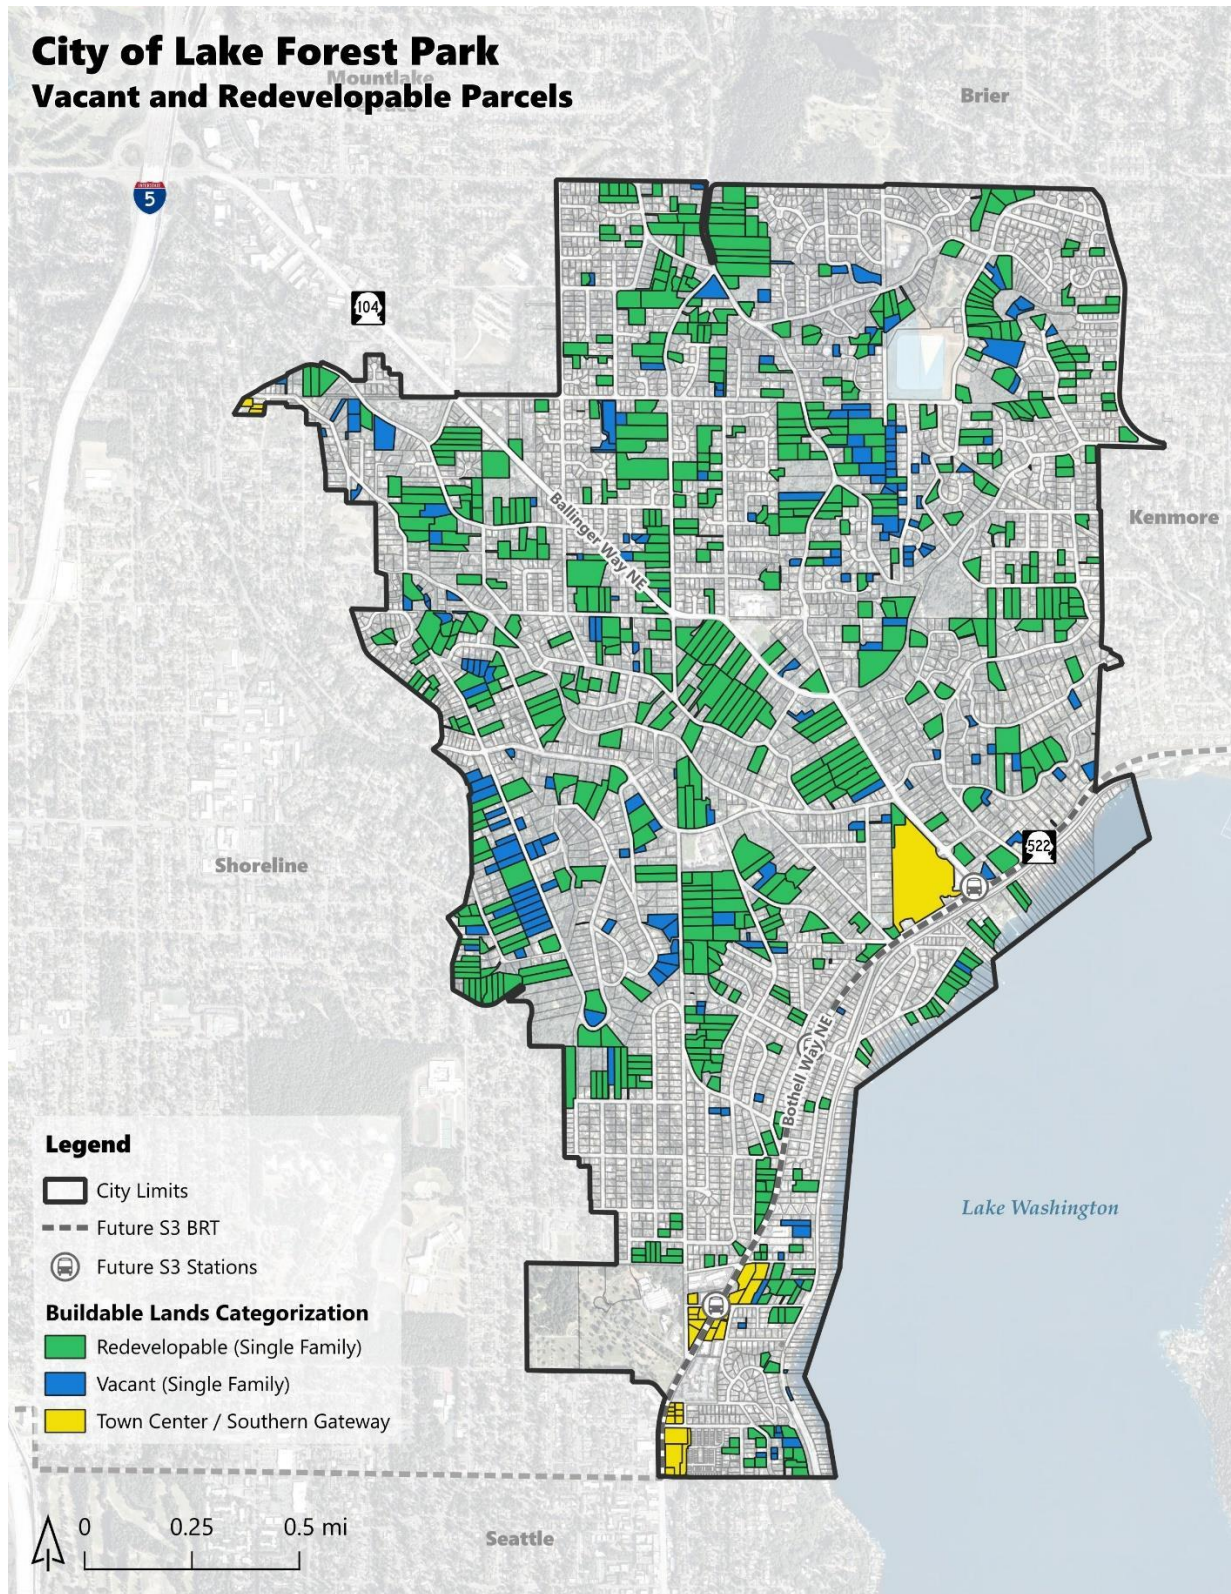 City of Lake Forest Park
Mountlake
Terrace
Vacant and Redevelopable Parcels
Brier
INTERSTATE
5
104
Kenmore
Ballinger Way NE
Shoreline
522
Bothell Way NE
Lake Washington
Legend
City Limits
Future S3 BRT
Future S3 Stations
Buildable Lands Categorization
Redevelopable (Single Family)
Vacant (Single Family)
Town Center / Southern Gateway
0 0.25 0.5 mi
Seattle